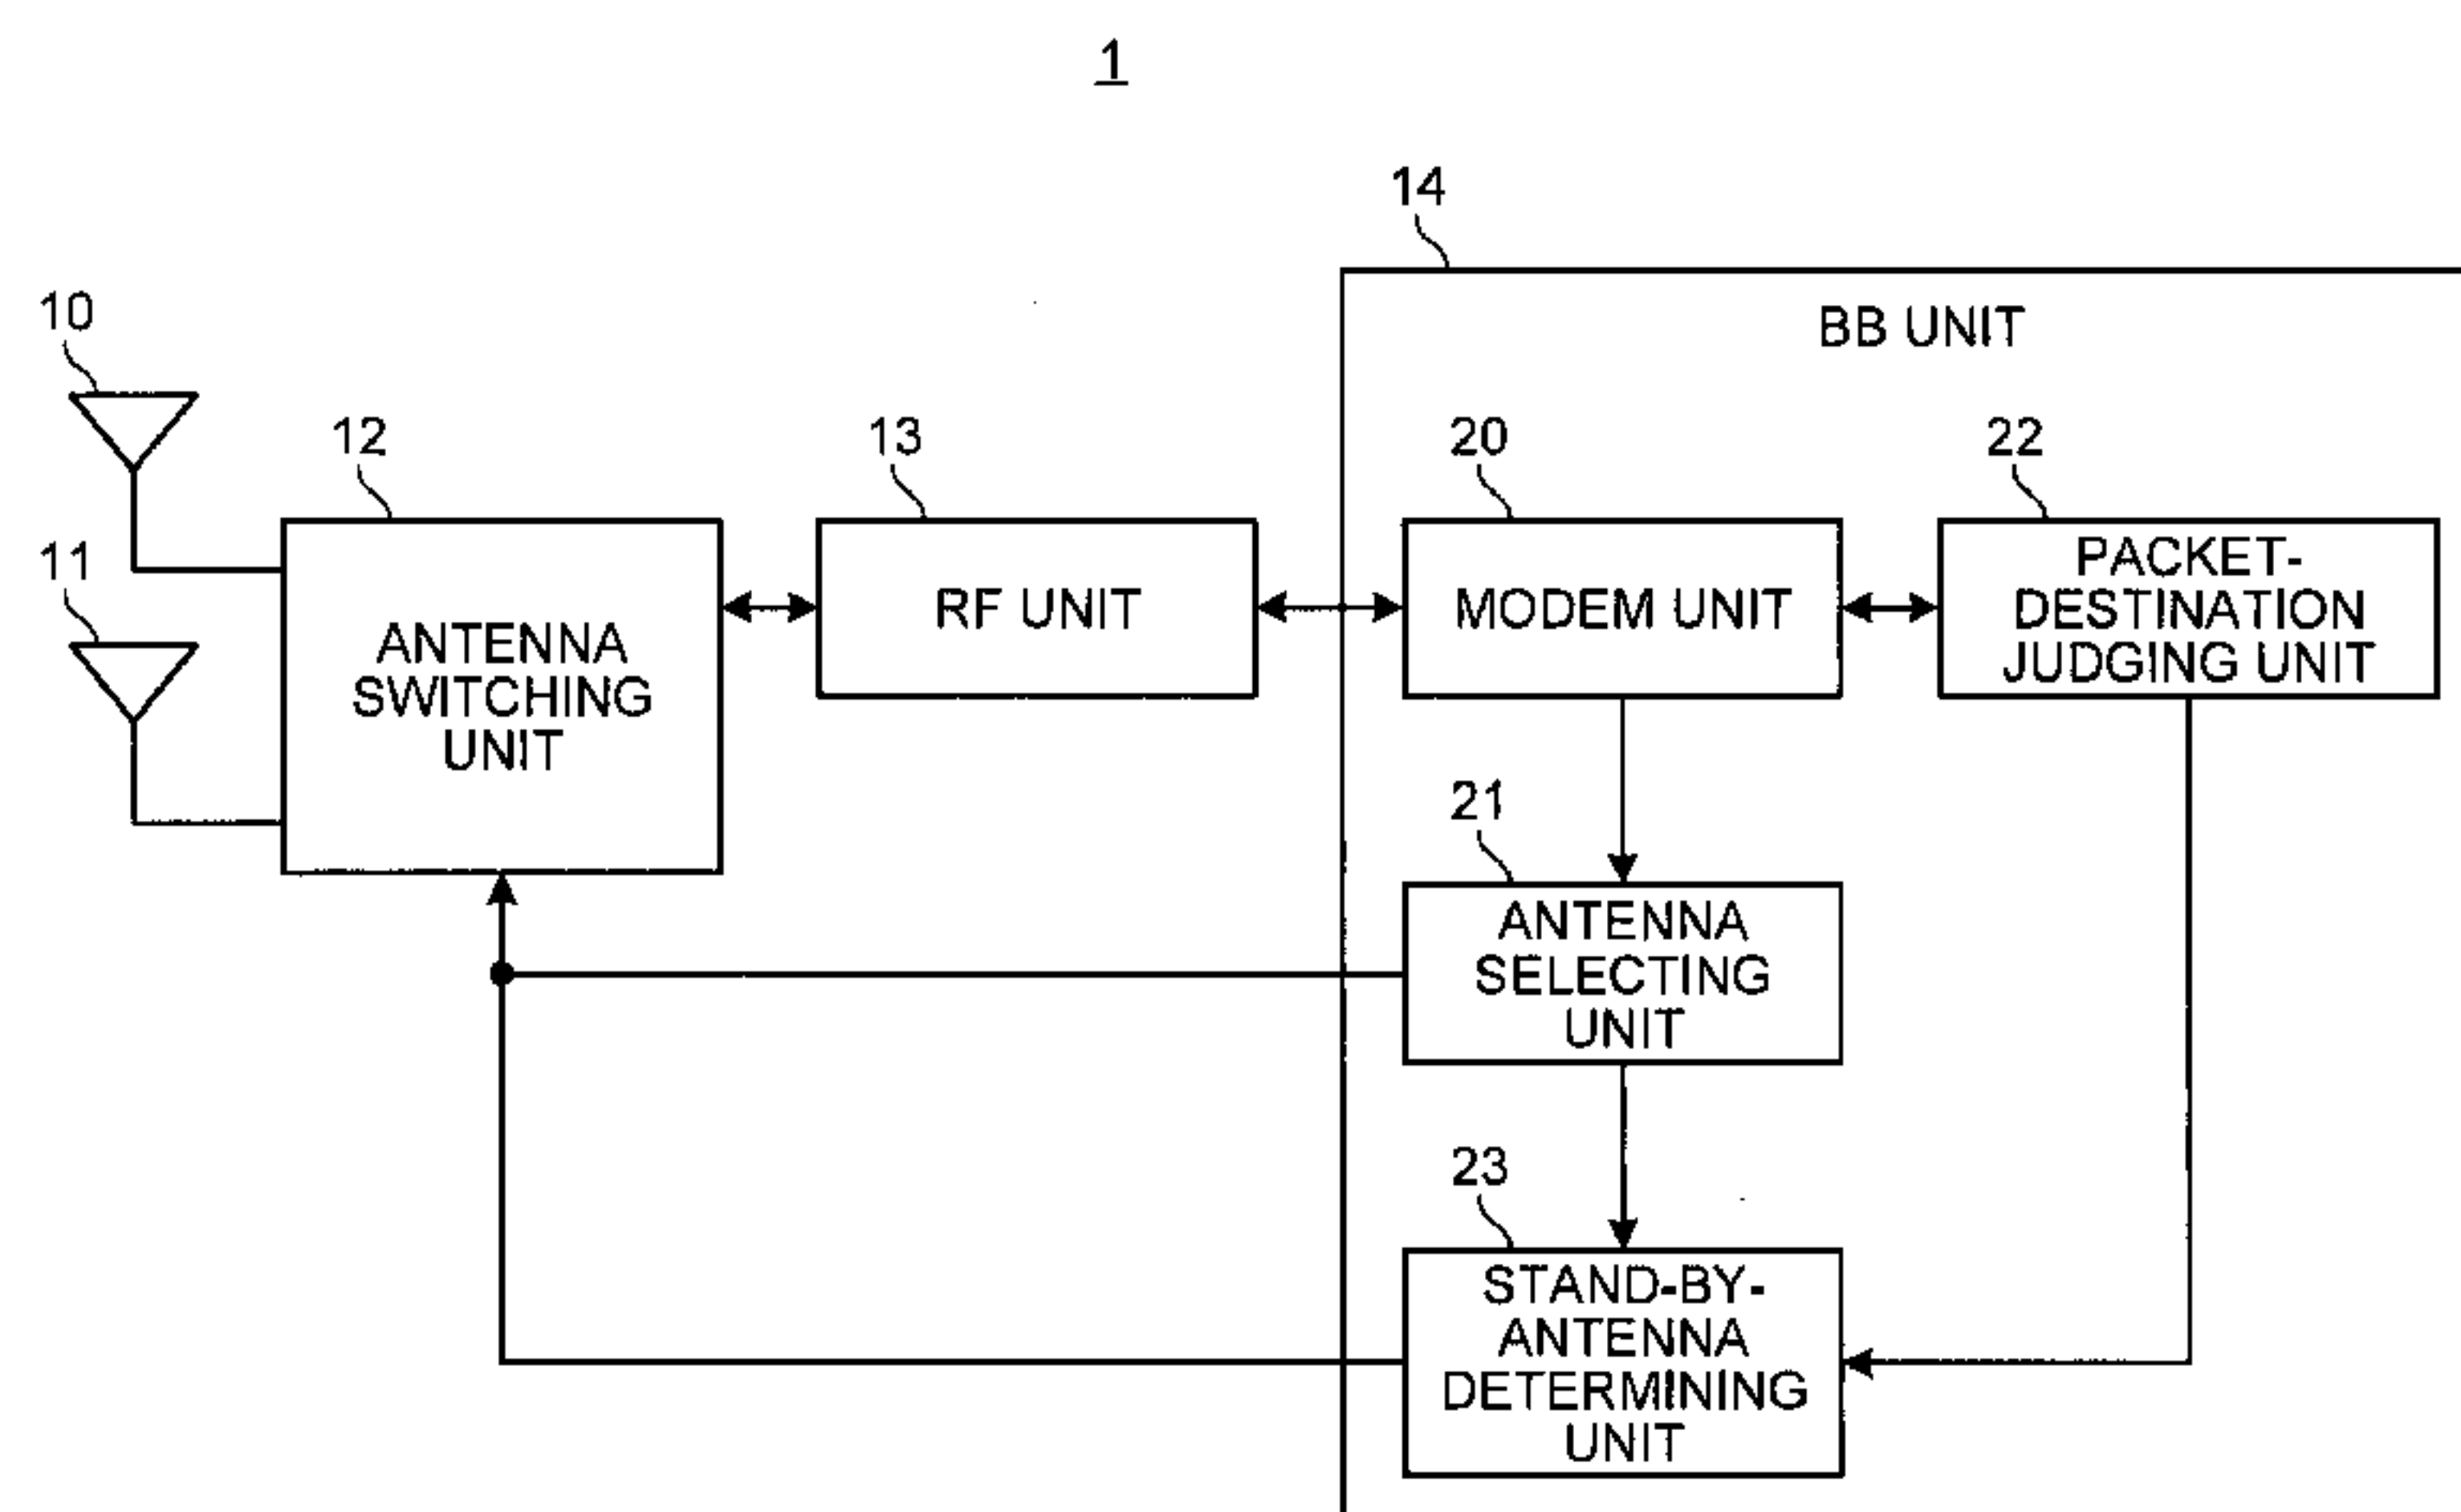 1
14
BB UNIT
10
12
13
20
22
11
ANTENNA
SWITCHING
UNIT
RF UNIT
MODEM UNIT
PACKET-
DESTINATION
JUDGING UNIT
21
ANTENNA
SELECTING
UNIT
23
STAND-BY-
ANTENNA
DETERMINING
UNIT